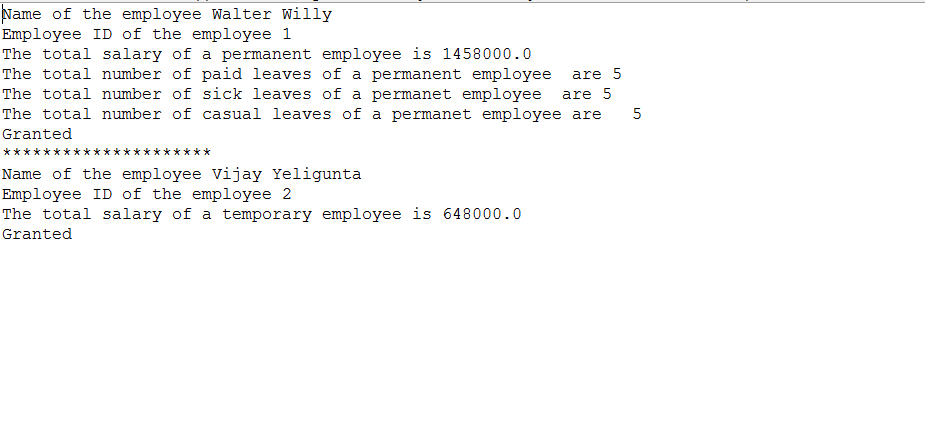 Name of the employee Walter Willy
Employee ID of the employee 1
The total salary of a permanent employee is 1458000.0
The total number of paid leaves of a permanent employee  are 5
The total number of sick leaves of a permanet employee  are 5
The total number of casual leaves of a permanet employee are   5
Granted
*********************
Name of the employee Vijay Yeligunta
Employee ID of the employee 2
The total salary of a temporary employee is 648000.0
Granted